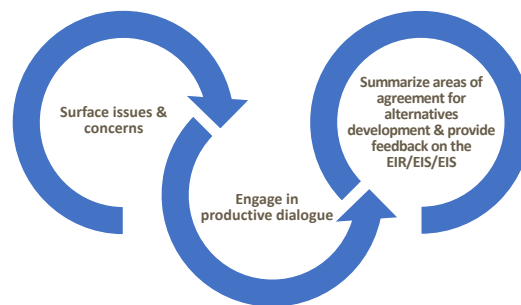 Surface issues &
concerns
Engage in
productive dialogue
Summarize areas of
agreement for
alternatives
development & provide
feedback on the
EIR/EIS/EIS